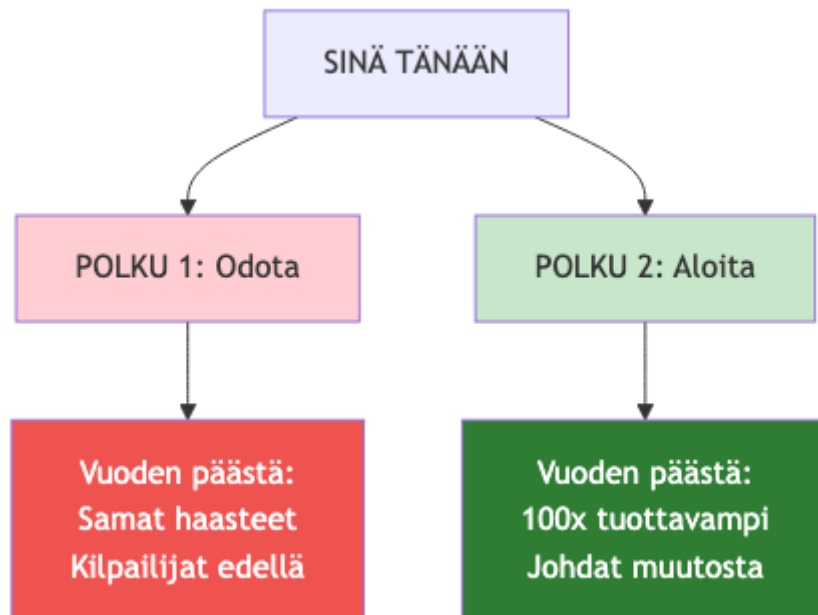 SINÄ TÄNÄÄN
POLKU 1: Odota
POLKU 2: Aloita
Vuoden päästä:
Samat haasteet
Kilpailijat edellä
Vuoden päästä:
100x tuottavampi
Johdat muutosta